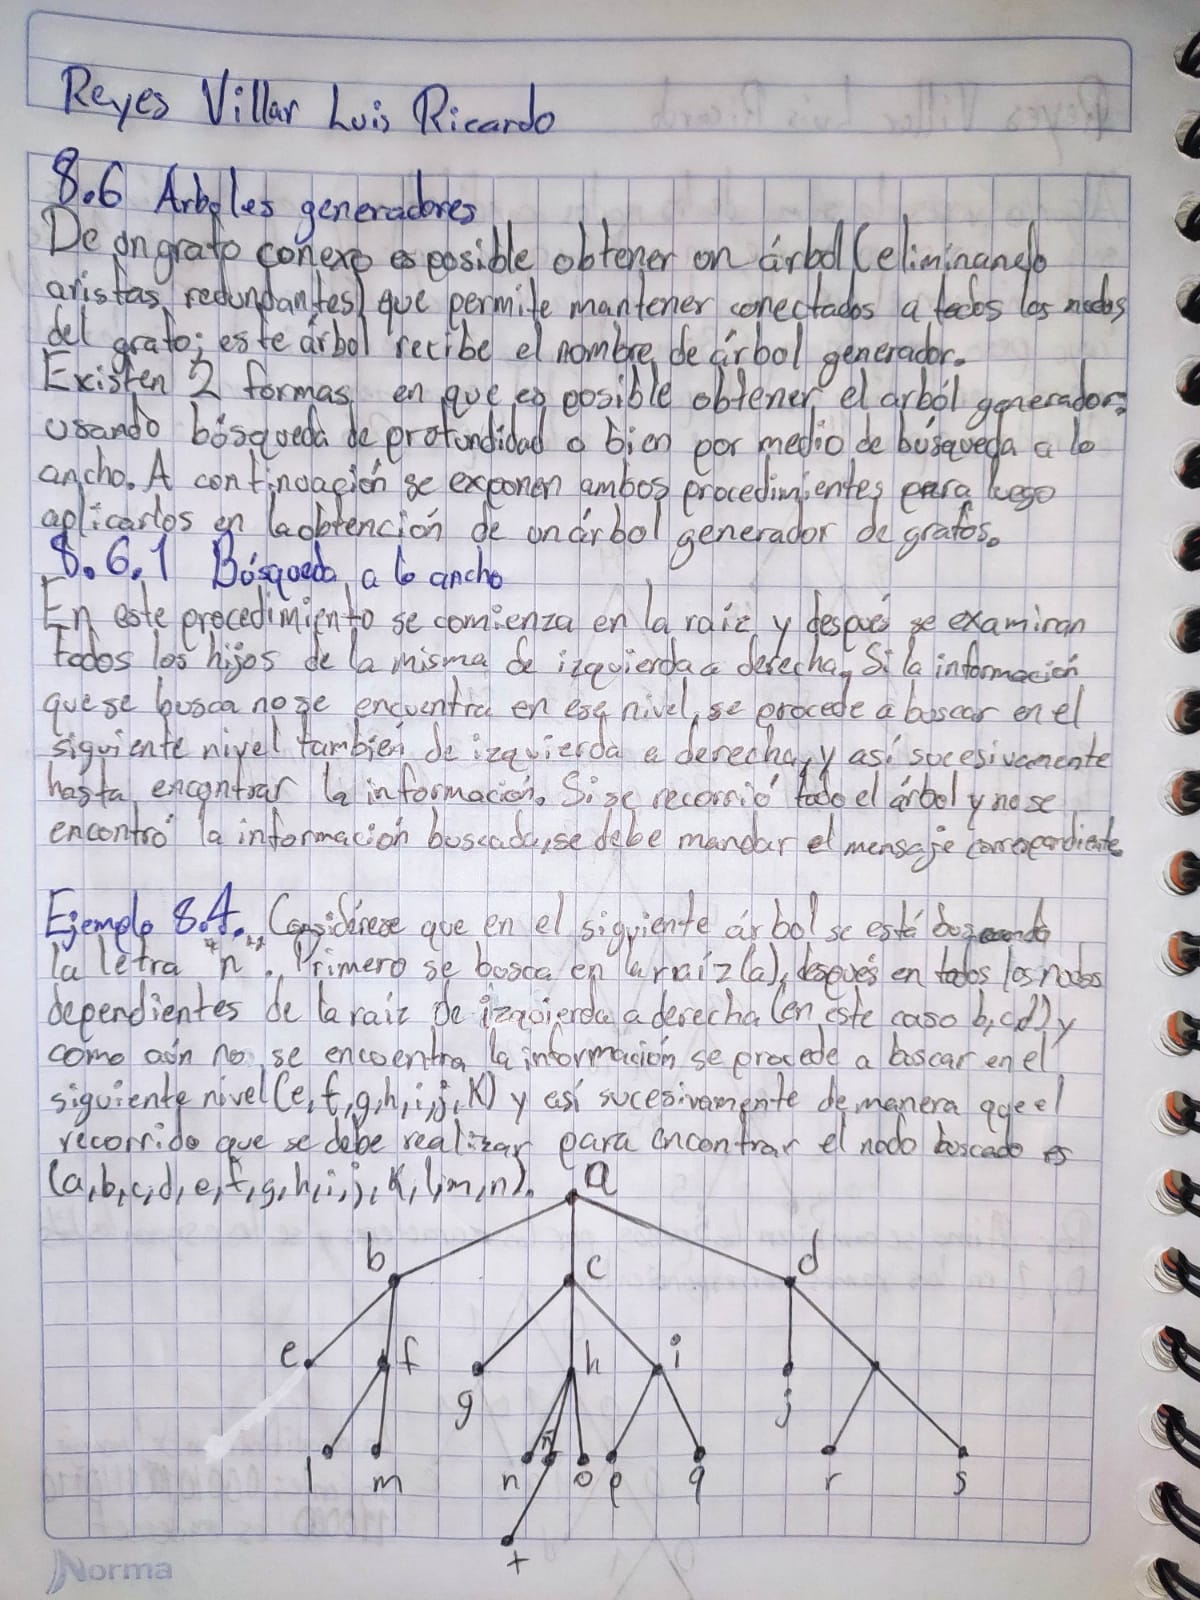 Reyes Villar Luis Ricardo
8.6 Arboles generadores
De un grafo conexo es posible obtener un árbol (eliminando
aristas redundantes) que permite mantener conectados a todos los nodos
del grafo; este árbol recibe el nombre de árbol generador.
Existen 2 formas en que es posible obtener el arból generador:
usando búsqueda de profundidad o bien por medio de búsqueda a lo
ancho. A continuación se exponen ambos procedimientos para luego
aplicarlos en la obtención de un árbol generador de grafos.
8.6.1 Búsqueda a lo ancho
En este procedimiento se comienza en la raíz y despues se examinan
todos los hijos de la misma de izquierda a derecha. Si la información
que se busca no se encuentra en ese nivel, se procede a buscar en el
siguiente nivel también de izquierda a derecha, y así sucesivamente
hasta encontrar la información. Si se recorrió todo el árbol y no se
encontró la información buscada, se debe mandar el mensaje correspondiente.
Ejemplo 8.4. Considérese que en el siguiente árbol se está buscando
la letra "n". Primero se busca en la raíz (a), después en todos los nodos
dependientes de la raíz de izquierda a derecha (en este caso b, c, d) y
como aún no se encuentra la información se procede a buscar en el
siguiente nivel (e, f, g, h, i, j, K) y así sucesivamente de manera que el
recorrido que se debe realizar para encontrar el nodo buscado es
(a, b, c, d, e, f, g, h, i, j, K, l, m, n).
a
b c d
e f h i
g j
ñ
l m n o p q r s
t
Norma